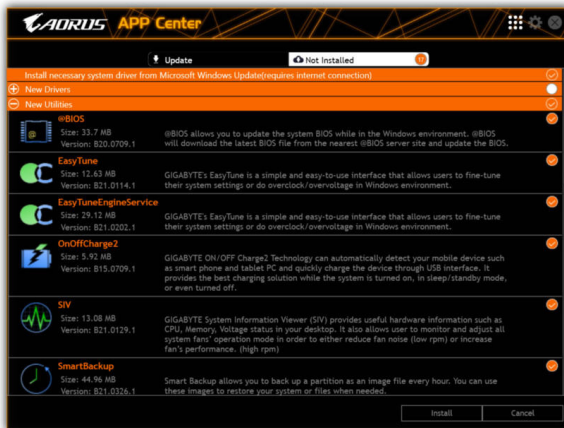 AORUS APP Center
Update
Not Installed
17
Install necessary system driver from Microsoft Windows Update(requires internet connection)
New Drivers
New Utilities
@BIOS
Size: 33.7 MB
Version: B20.0709.1
@BIOS allows you to update the system BIOS while in the Windows environment. @BIOS
will download the latest BIOS file from the nearest @BIOS server site and update the BIOS.
EasyTune
Size: 12.63 MB
Version: B21.0114.1
GIGABYTE's EasyTune is a simple and easy-to-use interface that allows users to fine-tune
their system settings or do overclock/overvoltage in Windows environment.
EasyTuneEngineService
Size: 29.12 MB
Version: B21.0202.1
GIGABYTE's EasyTune is a simple and easy-to-use interface that allows users to fine-tune
their system settings or do overclock/overvoltage in Windows environment.
OnOffCharge2
Size: 5.92 MB
Version: B15.0709.1
GIGABYTE ON/OFF Charge2 Technology can automatically detect your mobile device such
as smart phone and tablet PC and quickly charge the device through USB interface. It
provides the best charging solution while the system is turned on, in sleep/standby mode,
or even turned off.
SIV
Size: 13.08 MB
Version: B21.0129.1
GIGABYTE System Information Viewer (SIV) provides useful hardware information such as
CPU, Memory, Voltage status in your desktop. It also allows user to monitor and adjust all
system fans' operation mode in order to either reduce fan noise (low rpm) or increase
fan's performance. (high rpm)
SmartBackup
Size: 44.96 MB
Version: B21.0326.1
Smart Backup allows you to back up a partition as an image file every hour. You can use
these images to restore your system or files when needed.
Install
Cancel